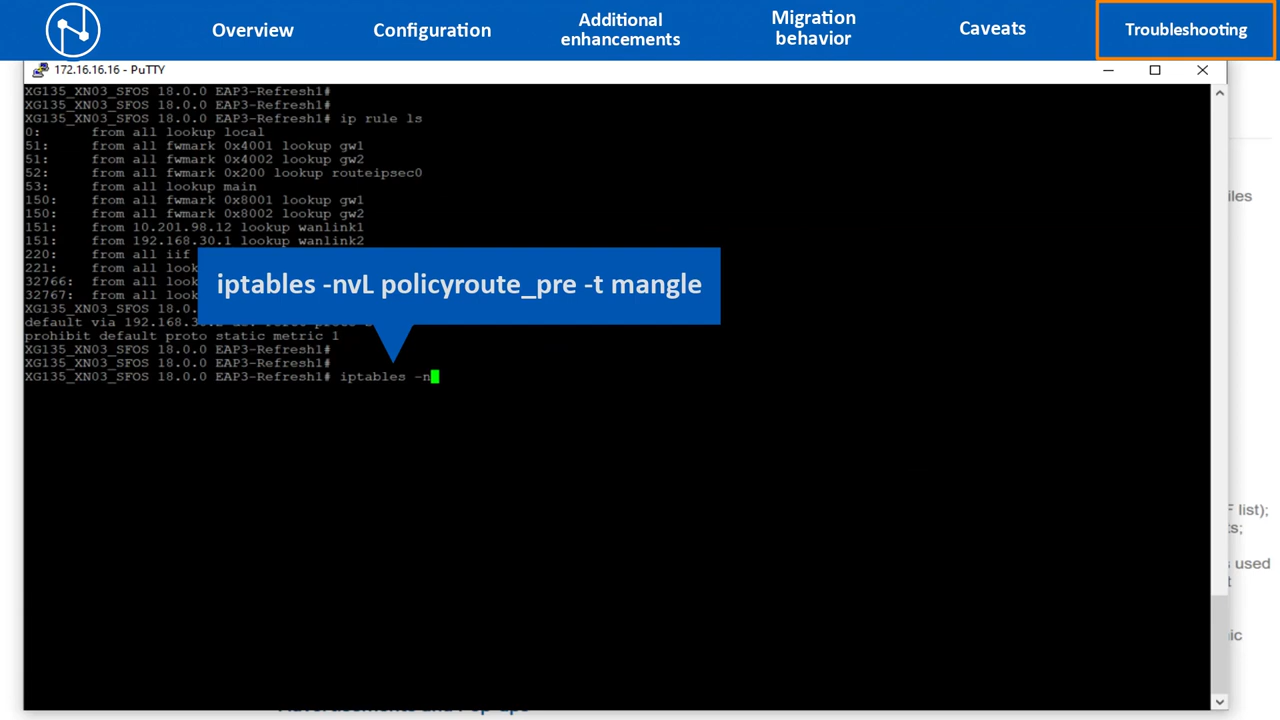 Overview
Configuration
Additional
enhancements
Migration
behavior
Caveats
Troubleshooting
172.16.16.16 - PuTTY
XG135_XN03_SFOS 18.0.0 EAP3-Refresh1#
XG135_XN03_SFOS 18.0.0 EAP3-Refresh1#
XG135_XN03_SFOS 18.0.0 EAP3-Refresh1# ip rule ls
0: from all lookup local
51: from all fwmark 0x4001 lookup gw1
51: from all fwmark 0x4002 lookup gw2
52: from all fwmark 0x200 lookup routeipsec0
53: from all lookup main
150: from all fwmark 0x8001 lookup gw1
150: from all fwmark 0x8002 lookup gw2
151: from 10.201.98.12 lookup wanlink1
151: from 192.168.30.1 lookup wanlink2
220: from all iif
221: from all look
32766: from all look
32767: from all look
XG135_XN03_SFOS 18.0.
default via 192.168.3
prohibit default proto static metric 1
XG135_XN03_SFOS 18.0.0 EAP3-Refresh1#
XG135_XN03_SFOS 18.0.0 EAP3-Refresh1#
XG135_XN03_SFOS 18.0.0 EAP3-Refresh1# iptables -n
iptables -nvL policyroute_pre -t mangle
iles
F list);
ts;
used
t
ic